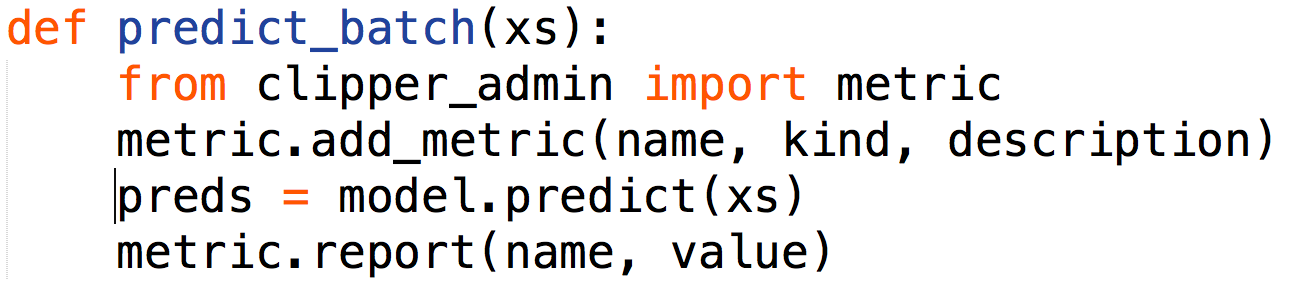 def predict_batch(xs):
    from clipper_admin import metric
    metric.add_metric(name, kind, description)
    preds = model.predict(xs)
    metric.report(name, value)